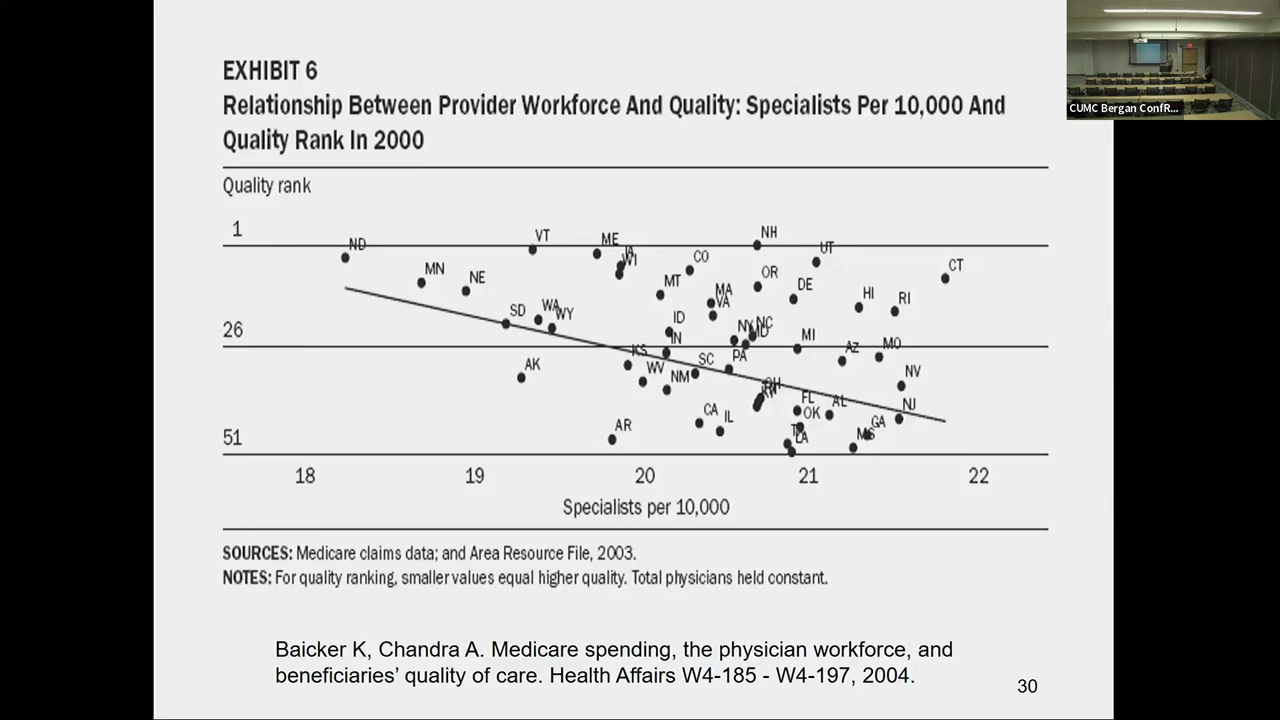 EXHIBIT 6
Relationship Between Provider Workforce And Quality: Specialists Per 10,000 And
Quality Rank In 2000
Quality rank
1
ND
VT
ME
IA
WI
CO
NH
UT
CT
MN
NE
MT
MA
VA
OR
DE
HI
RI
SD
WA
WY
ID
NY
NC
MD
26
MI
AZ
MO
IN
KS
SC
PA
AK
WV
NM
NV
OH
CA
IL
FL
OK
AL
GA
NJ
AR
LA
MS
51
18 19 20 21 22
Specialists per 10,000
SOURCES: Medicare claims data; and Area Resource File, 2003.
NOTES: For quality ranking, smaller values equal higher quality. Total physicians held constant.
Baicker K, Chandra A. Medicare spending, the physician workforce, and
beneficiaries' quality of care. Health Affairs W4-185 - W4-197, 2004.
30
CUMC Bergan ConfR...